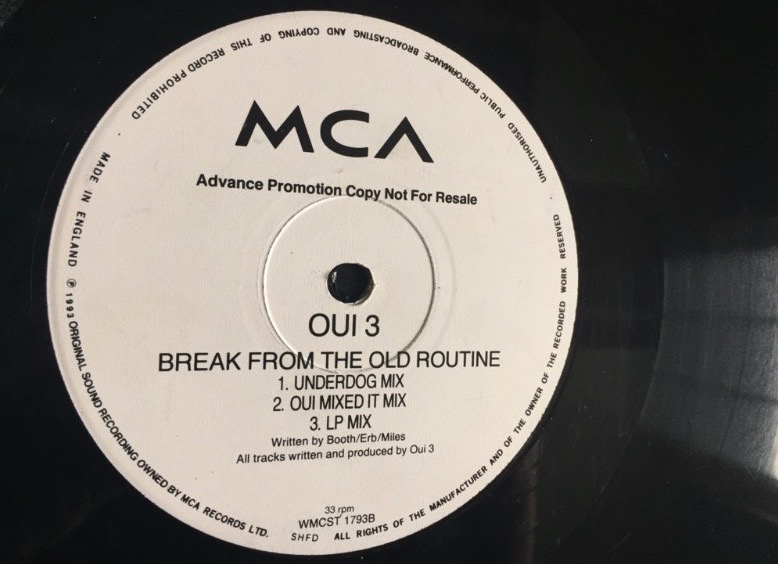 MCA
Advance Promotion Copy Not For Resale
OUI 3
BREAK FROM THE OLD ROUTINE
1. UNDERDOG MIX
2. OUI MIXED IT MIX
3. LP MIX
Written by Booth/Erb/Miles
All tracks written and produced by Oui 3
33 rpm
WMCST 1793B
SHFD
MADE IN ENGLAND ℗ 1993 ORIGINAL SOUND RECORDING OWNED BY MCA RECORDS LTD.
ALL RIGHTS OF THE MANUFACTURER AND OF THE OWNER OF THE RECORDED WORK RESERVED
UNAUTHORISED PUBLIC PERFORMANCE, BROADCASTING AND COPYING OF THIS RECORD PROHIBITED